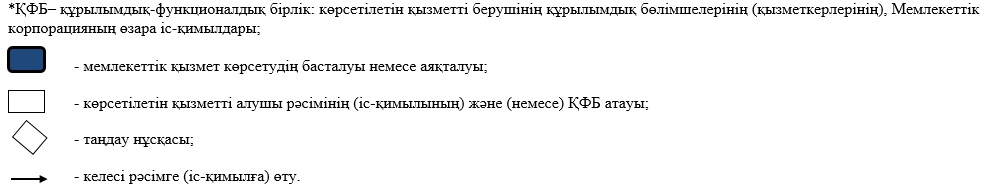 *ҚФБ– құрылымдық-функционалдық бірлік: көрсетілетін қызметті берушінің құрылымдық бөлімшелерінің (қызметкерлерінің), Мемлекеттік
корпорацияның өзара іс-қимылдары;
- мемлекеттік қызмет көрсетудің басталуы немесе аяқталуы;
- көрсетілетін қызметті алушы рәсімінің (іс-қимылының) және (немесе) ҚФБ атауы;
- таңдау нұсқасы;
- келесі рәсімге (іс-қимылға) өту.